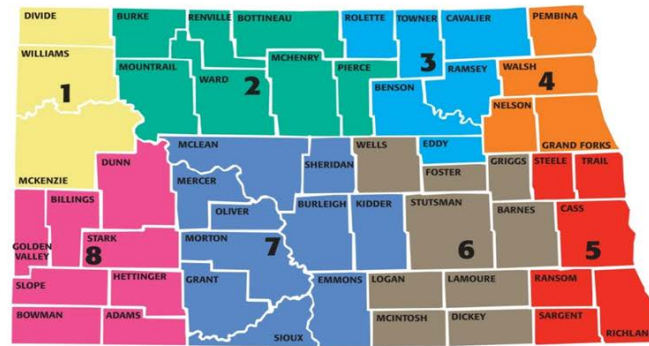 DIVIDE
BURKE
RENVILLE
BOTTINEAU
ROLETTE
TOWNER
CAVALIER
PEMBINA
WILLIAMS
MOUNTRAIL
WARD
MCHENRY
PIERCE
BENSON
RAMSEY
WALSH
1
2
3
4
NELSON
GRAND FORKS
MCKENZIE
DUNN
MCLEAN
SHERIDAN
WELLS
EDDY
FOSTER
GRIGGS
STEELE
TRAIL
MERCER
OLIVER
BILLINGS
GOLDEN
VALLEY
STARK
8
MORTON
7
BURLEIGH
KIDDER
STUTSMAN
6
BARNES
CASS
5
SLOPE
HETTINGER
GRANT
EMMONS
LOGAN
LAMOURE
RANSOM
BOWMAN
ADAMS
SIOUX
MCINTOSH
DICKEY
SARGENT
RICHLAN